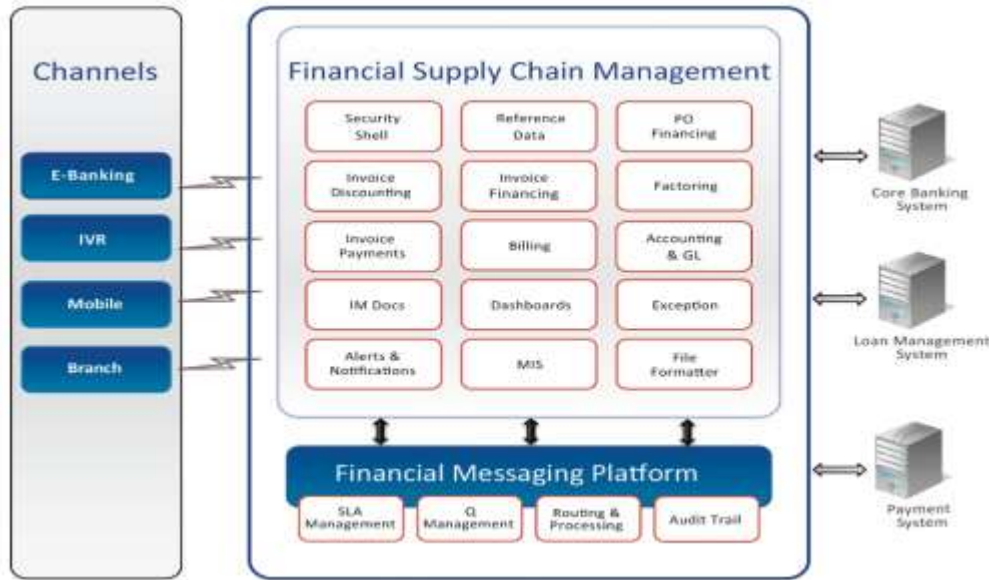 Channels
E-Banking
IVR
Mobile
Branch
Financial Supply Chain Management
Security
Shell
Reference
Data
PO
Financing
Invoice
Discounting
Invoice
Financing
Factoring
Invoice
Payments
Billing
Accounting
& GL
IM Docs
Dashboards
Exception
Alerts &
Notifications
MIS
File
Formatter
Financial Messaging Platform
SLA
Management
Q
Management
Routing &
Processing
Audit Trail
Core Banking
System
Loan Management
System
Payment
System